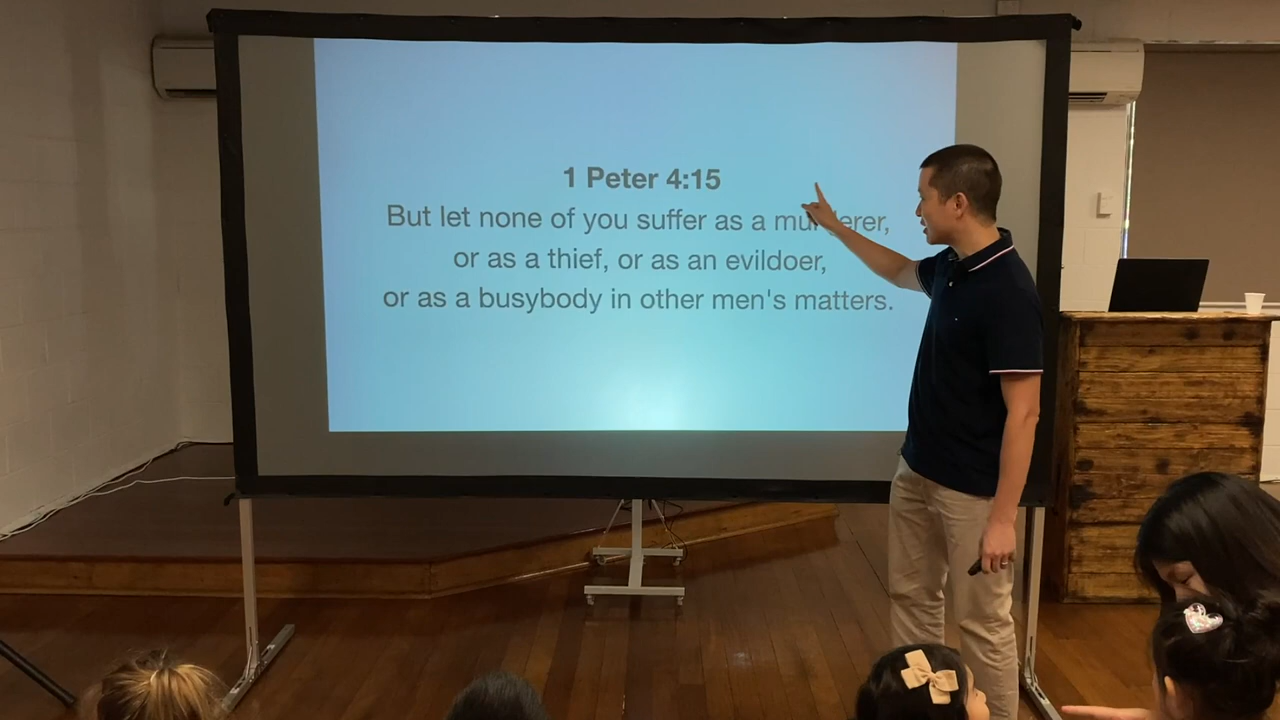 1 Peter 4:15
But let none of you suffer as a murderer,
or as a thief, or as an evildoer,
or as a busybody in other men's matters.